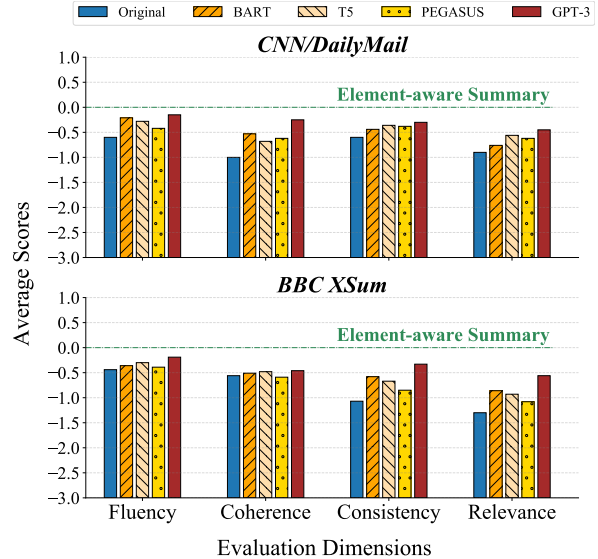 Original BART T5 PEGASUS GPT-3
CNN/DailyMail
1.0
0.5
0.0
−0.5
−1.0
−1.5
−2.0
−2.5
−3.0
Element-aware Summary
BBC XSum
1.0
0.5
0.0
−0.5
−1.0
−1.5
−2.0
−2.5
−3.0
Element-aware Summary
Average Scores
Fluency Coherence Consistency Relevance
Evaluation Dimensions